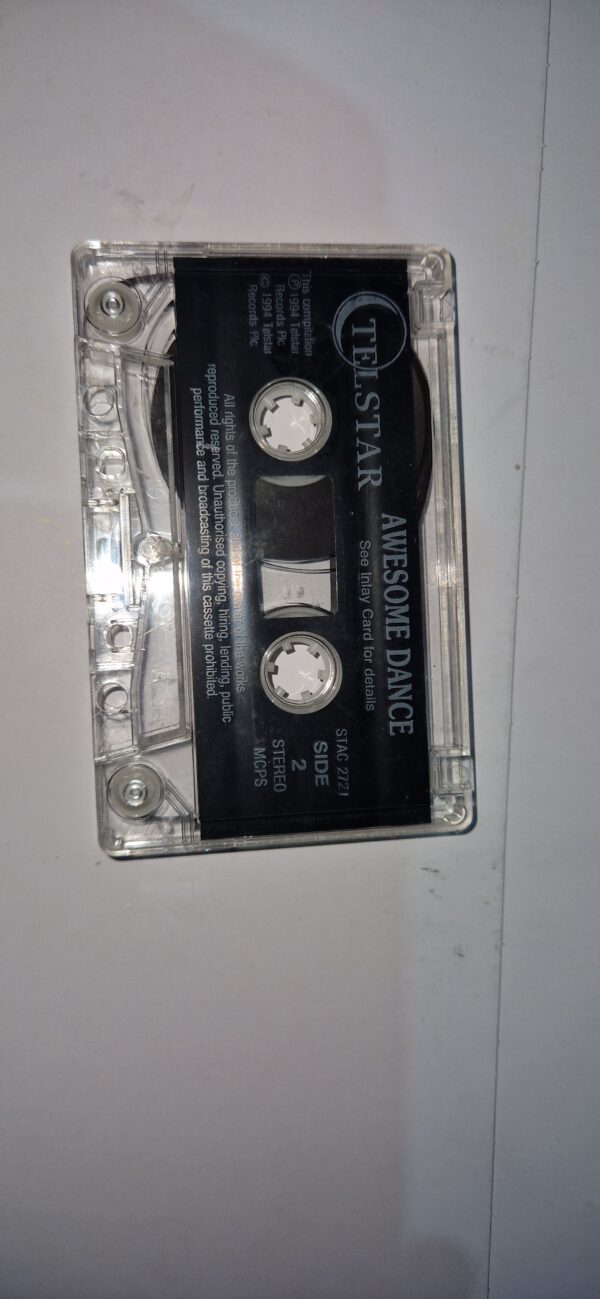 TELSTAR
AWESOME DANCE
See Inlay Card for details
This compilation
℗ 1994 Telstar
Records Plc
© 1994 Telstar
Records Plc
STAC 2721
SIDE
2
STEREO
MCPS
All rights of the producer and of the owner of the works
reproduced reserved. Unauthorised copying, hiring, lending, public
performance and broadcasting of this cassette prohibited.